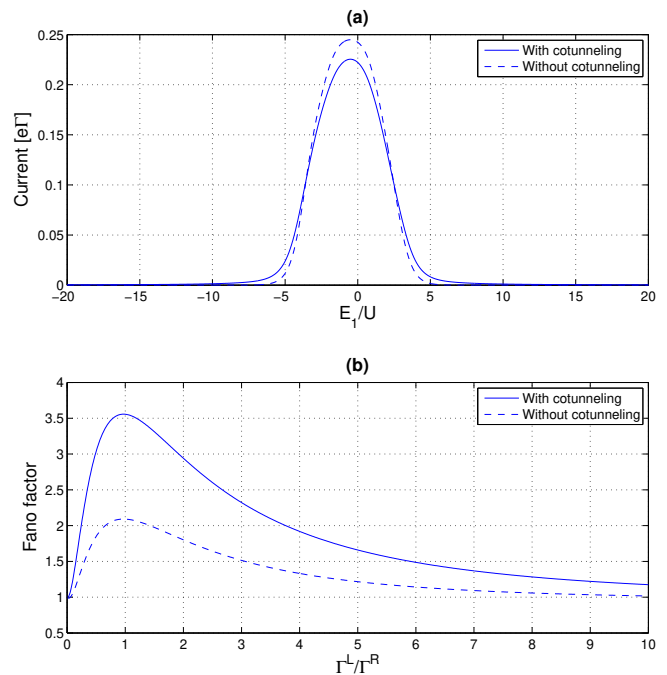 (a)
Current [eΓ]
0.25
0.2
0.15
0.1
0.05
0
With cotunneling
Without cotunneling
−20 −15 −10 −5 0 5 10 15 20
E₁/U
(b)
Fano factor
4
3.5
3
2.5
2
1.5
1
0.5
With cotunneling
Without cotunneling
0 1 2 3 4 5 6 7 8 9 10
Γᴸ/Γᴿ